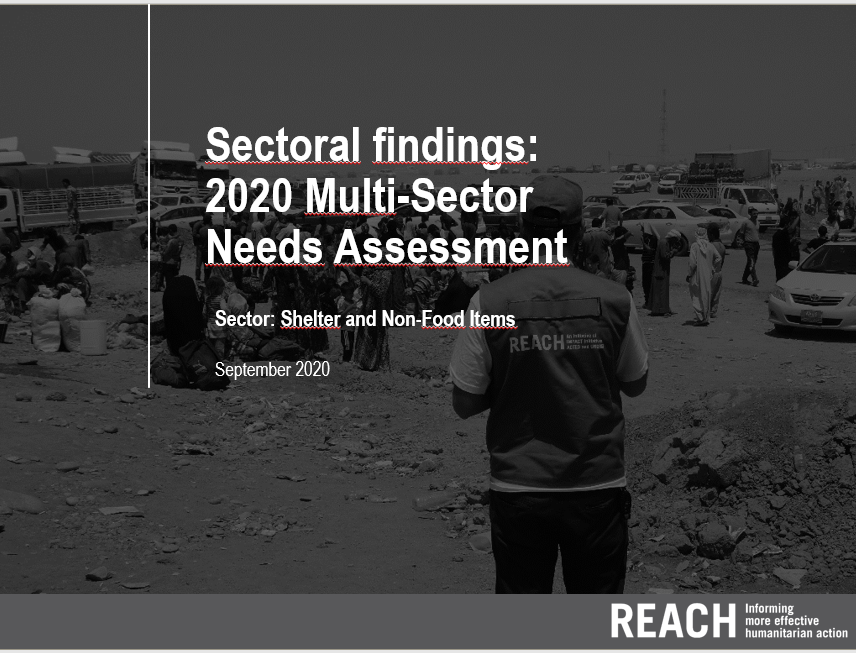 Sectoral findings:
2020 Multi-Sector
Needs Assessment
Sector: Shelter and Non-Food Items
September 2020
REACH
REACH
Informing
more effective
humanitarian action